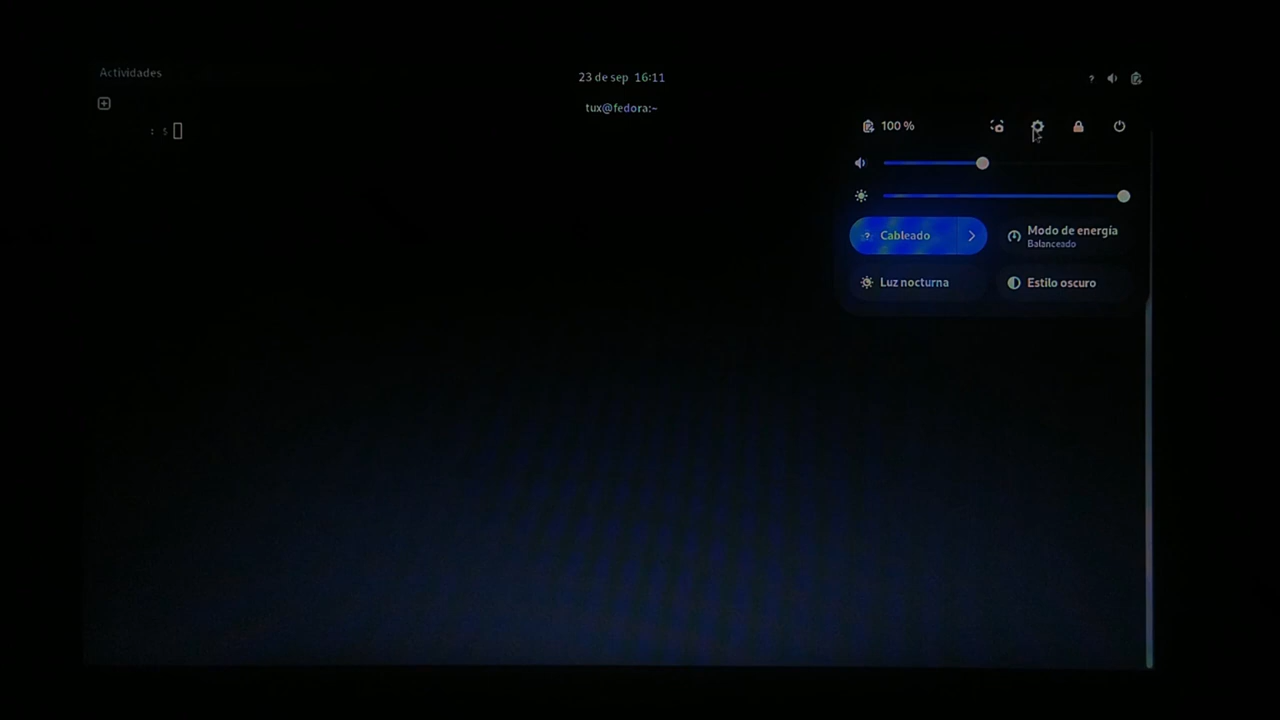 Actividades
23 de sep 16:11
tux@fedora:~
: $
100 %
Cableado
Modo de energía
Balanceado
Luz nocturna
Estilo oscuro